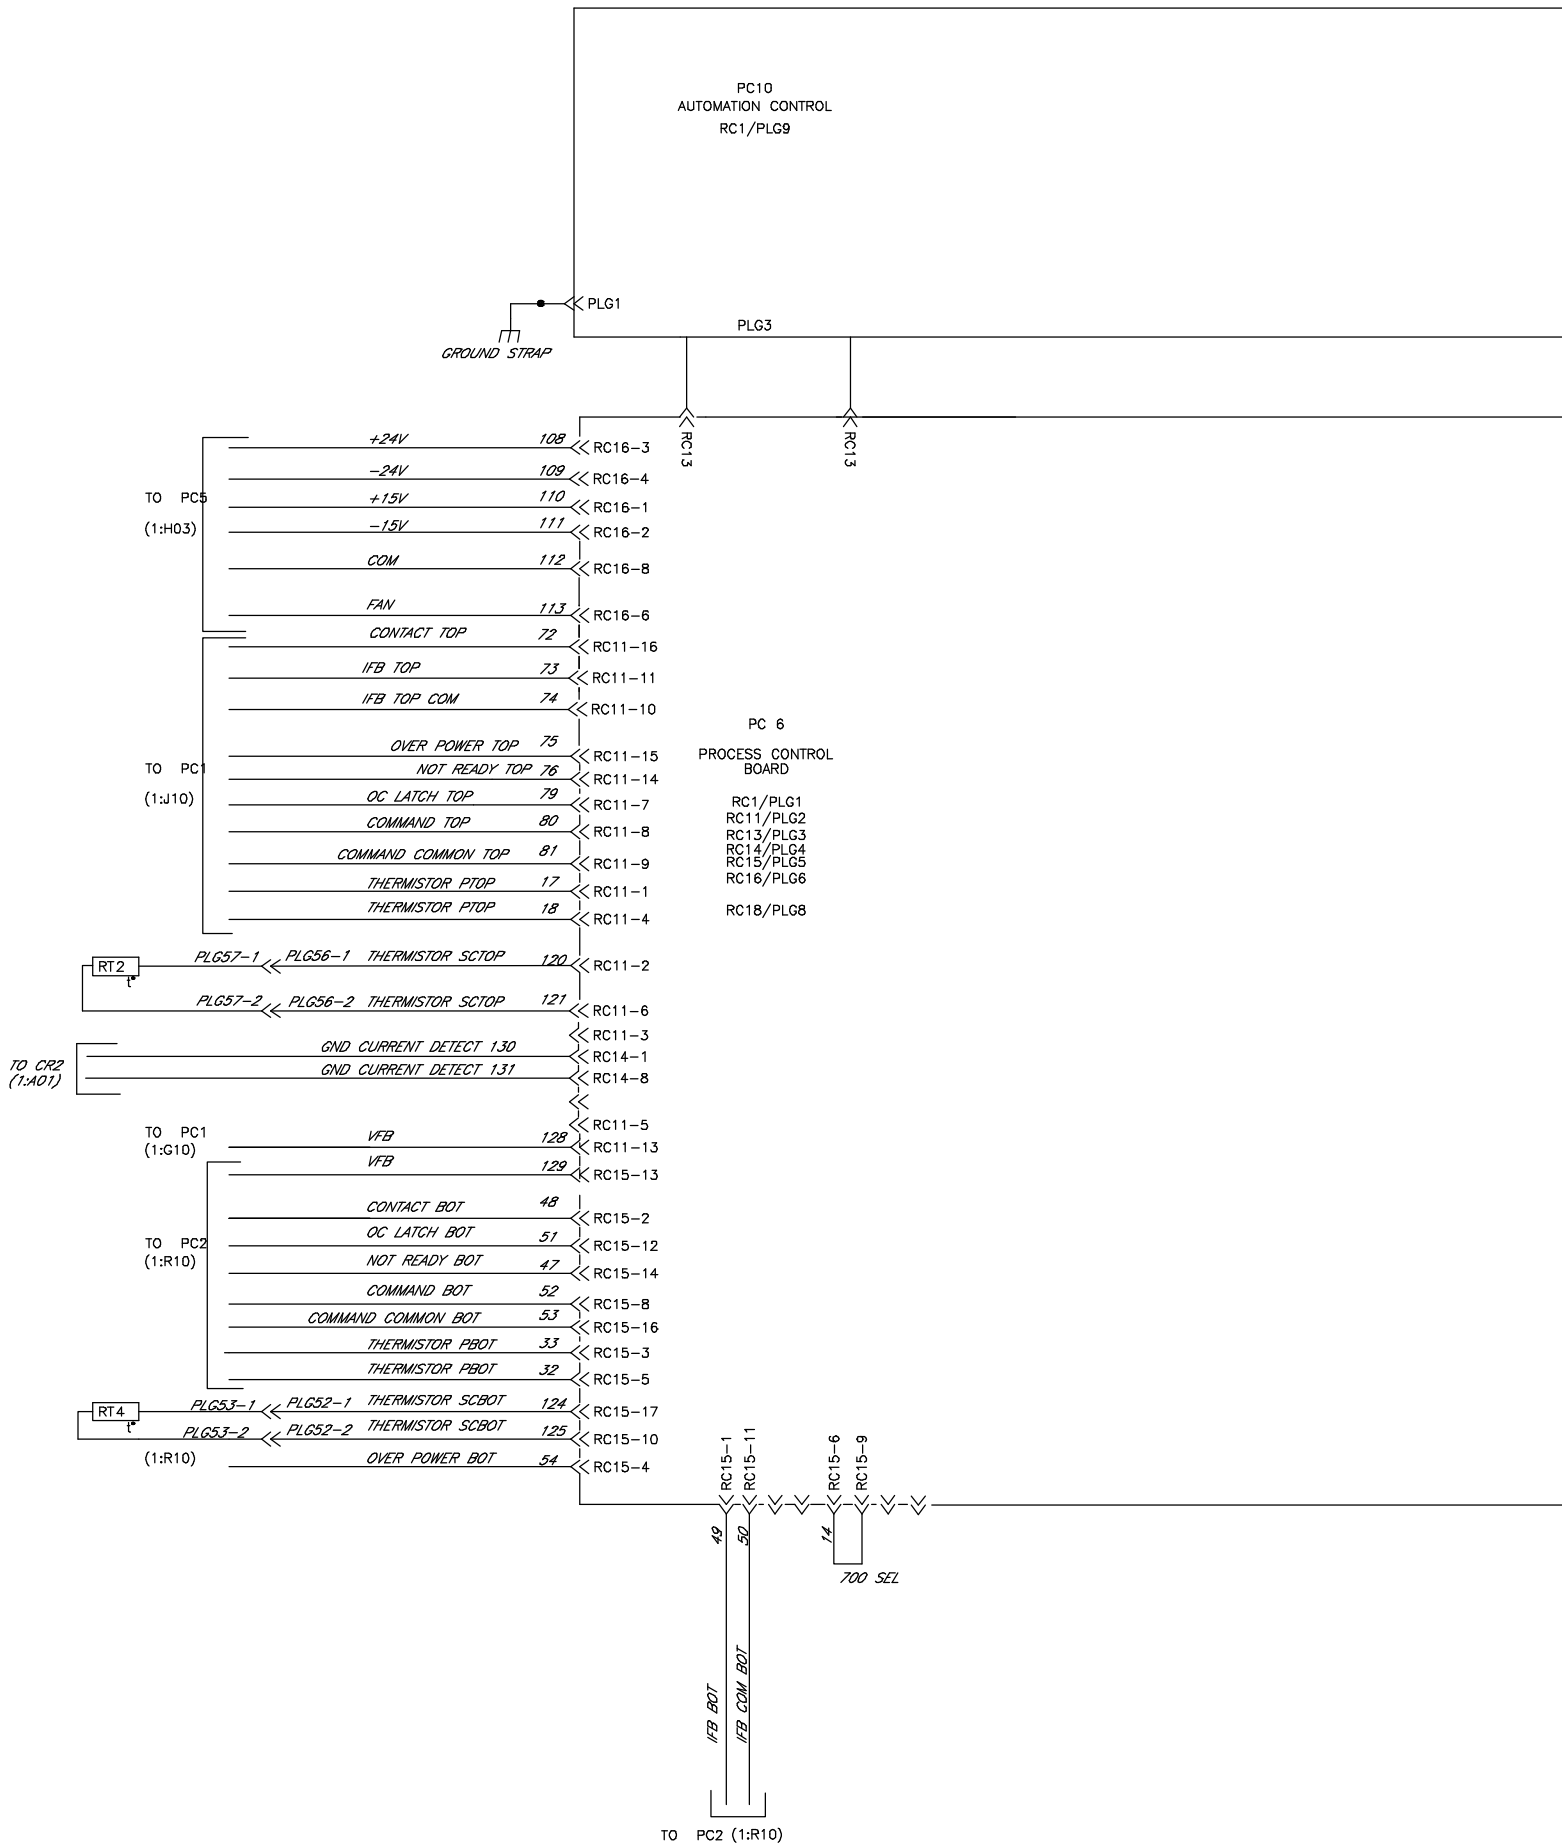 PC10
AUTOMATION CONTROL
RC1/PLG9
PLG1
PLG3
GROUND STRAP
RC13
RC13
+24V 108 RC16-3
-24V 109 RC16-4
TO PC5
+15V 110 RC16-1
(1:H03)
-15V 111 RC16-2
COM 112 RC16-8
FAN 113 RC16-6
CONTACT TOP 72 RC11-16
IFB TOP 73 RC11-11
IFB TOP COM 74 RC11-10
PC 6
PROCESS CONTROL
BOARD
RC1/PLG1
RC11/PLG2
RC13/PLG3
RC14/PLG4
RC15/PLG5
RC16/PLG6
RC18/PLG8
OVER POWER TOP 75 RC11-15
TO PC1
(1:J10)
NOT READY TOP 76 RC11-14
OC LATCH TOP 79 RC11-7
COMMAND TOP 80 RC11-8
COMMAND COMMON TOP 81 RC11-9
THERMISTOR PTOP 17 RC11-1
THERMISTOR PTOP 18 RC11-4
RT2
t°
PLG57-1 PLG56-1 THERMISTOR SCTOP 120 RC11-2
PLG57-2 PLG56-2 THERMISTOR SCTOP 121 RC11-6
RC11-3
TO CR2
(1:A01)
GND CURRENT DETECT 130 RC14-1
GND CURRENT DETECT 131 RC14-8
RC11-5
TO PC1
(1:G10)
VFB 128 RC11-13
VFB 129 RC15-13
CONTACT BOT 48 RC15-2
TO PC2
(1:R10)
OC LATCH BOT 51 RC15-12
NOT READY BOT 47 RC15-14
COMMAND BOT 52 RC15-8
COMMAND COMMON BOT 53 RC15-16
THERMISTOR PBOT 33 RC15-3
THERMISTOR PBOT 32 RC15-5
RT4
t°
PLG53-1 PLG52-1 THERMISTOR SCBOT 124 RC15-17
PLG53-2 PLG52-2 THERMISTOR SCBOT 125 RC15-10
(1:R10)
OVER POWER BOT 54 RC15-4
RC15-1
RC15-11
RC15-6
RC15-9
49
50
14
700 SEL
IFB BOT
IFB COM BOT
TO PC2 (1:R10)